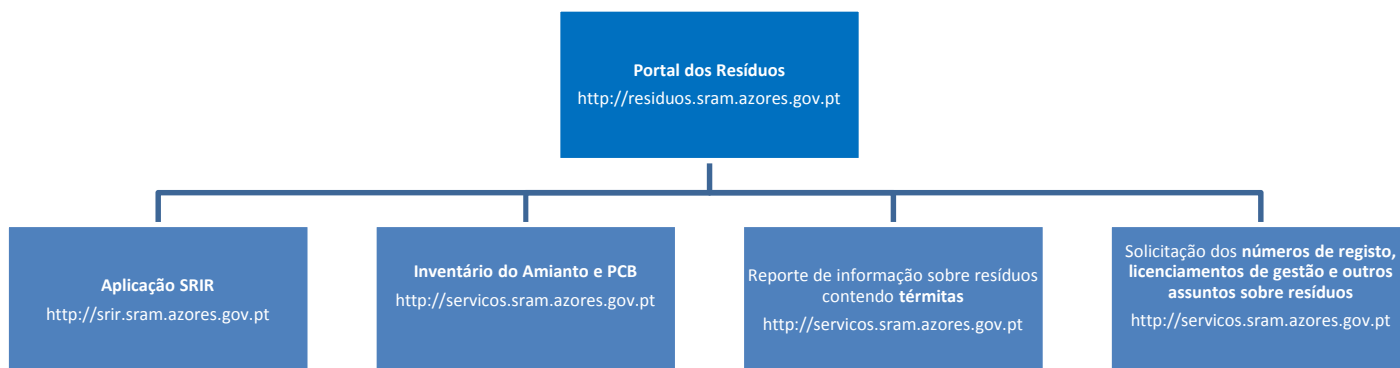 Portal dos Resíduos
http://residuos.sram.azores.gov.pt
Aplicação SRIR
http://srir.sram.azores.gov.pt
Inventário do Amianto e PCB
http://servicos.sram.azores.gov.pt
Reporte de informação sobre resíduos
contendo térmitas
http://servicos.sram.azores.gov.pt
Solicitação dos números de registo,
licenciamentos de gestão e outros
assuntos sobre resíduos
http://servicos.sram.azores.gov.pt